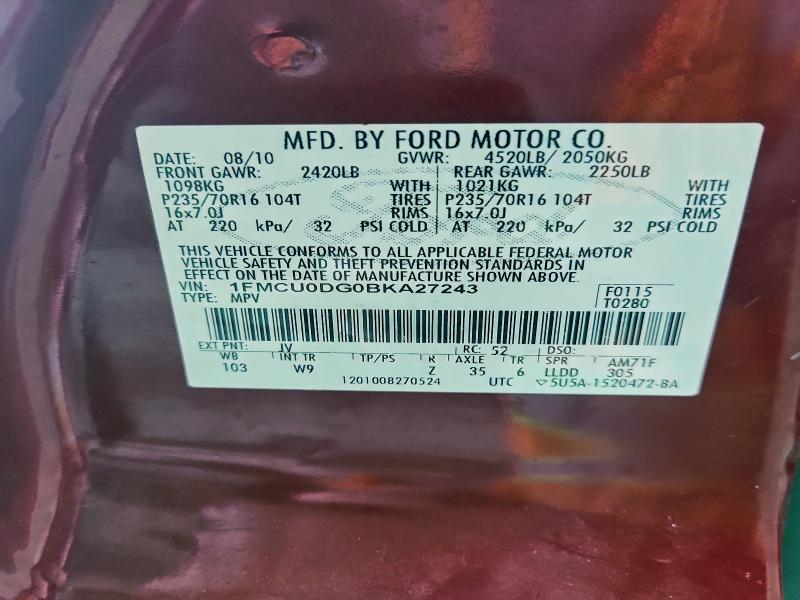 MFD. BY FORD MOTOR CO.
DATE: 08/10 GVWR: 4520LB/ 2050KG
FRONT GAWR: 2420LB REAR GAWR: 2250LB
1098KG WITH 1021KG WITH
P235/70R16 104T TIRES P235/70R16 104T TIRES
16x7.0J RIMS 16x7.0J RIMS
AT 220 kPa/ 32 PSI COLD AT 220 kPa/ 32 PSI COLD
THIS VEHICLE CONFORMS TO ALL APPLICABLE FEDERAL MOTOR
VEHICLE SAFETY AND THEFT PREVENTION STANDARDS IN
EFFECT ON THE DATE OF MANUFACTURE SHOWN ABOVE.
VIN: 1FMCU0DG0BKA27243 F0115
TYPE: MPV T0280
EXT PNT: JV RC: 52 DSO:
WB INT TR TP/PS R AXLE TR SPR AM71F
103 W9 Z 35 6 LLDD 305
1201008270524 UTC ▽5U5A-1520472-BA